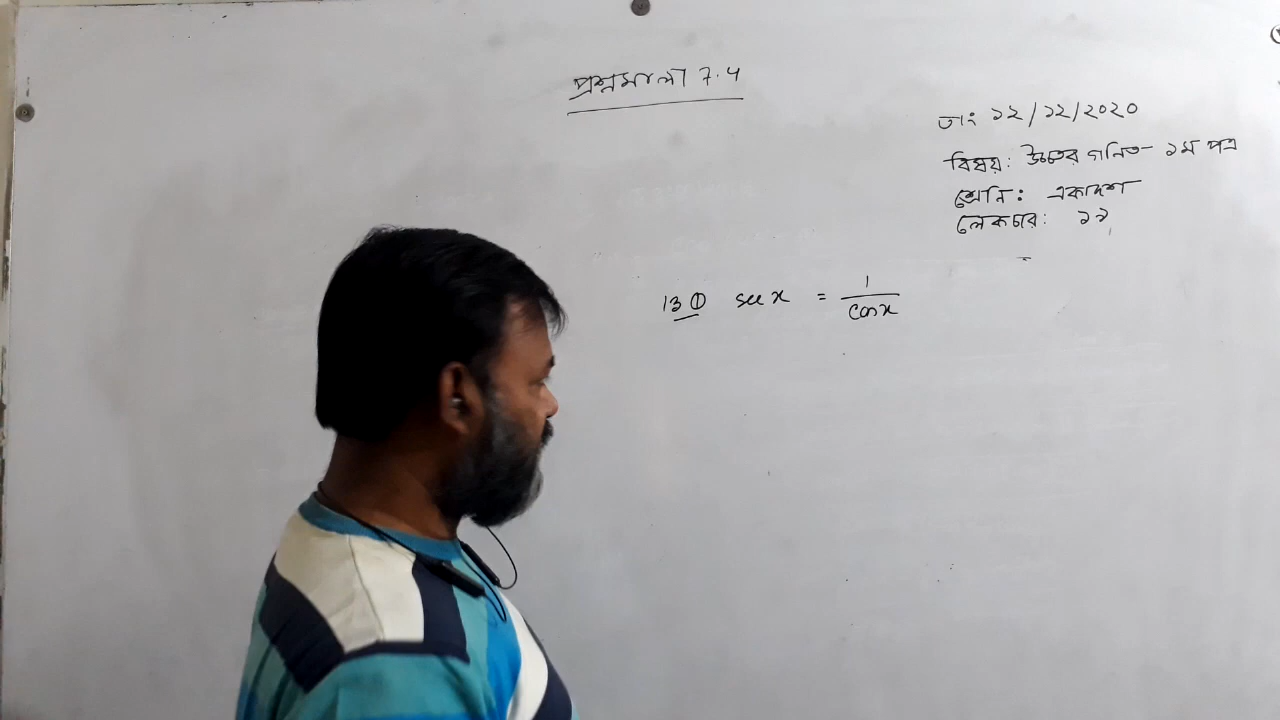 প্রশ্নমালা 7.4
তাং ১২/১২/২০২০
বিষয়: উচ্চতর গনিত- ১ম পত্র
শ্রেনি: একাদশ
লেকচার: ১৯
13 ① sec x = 1/cos x